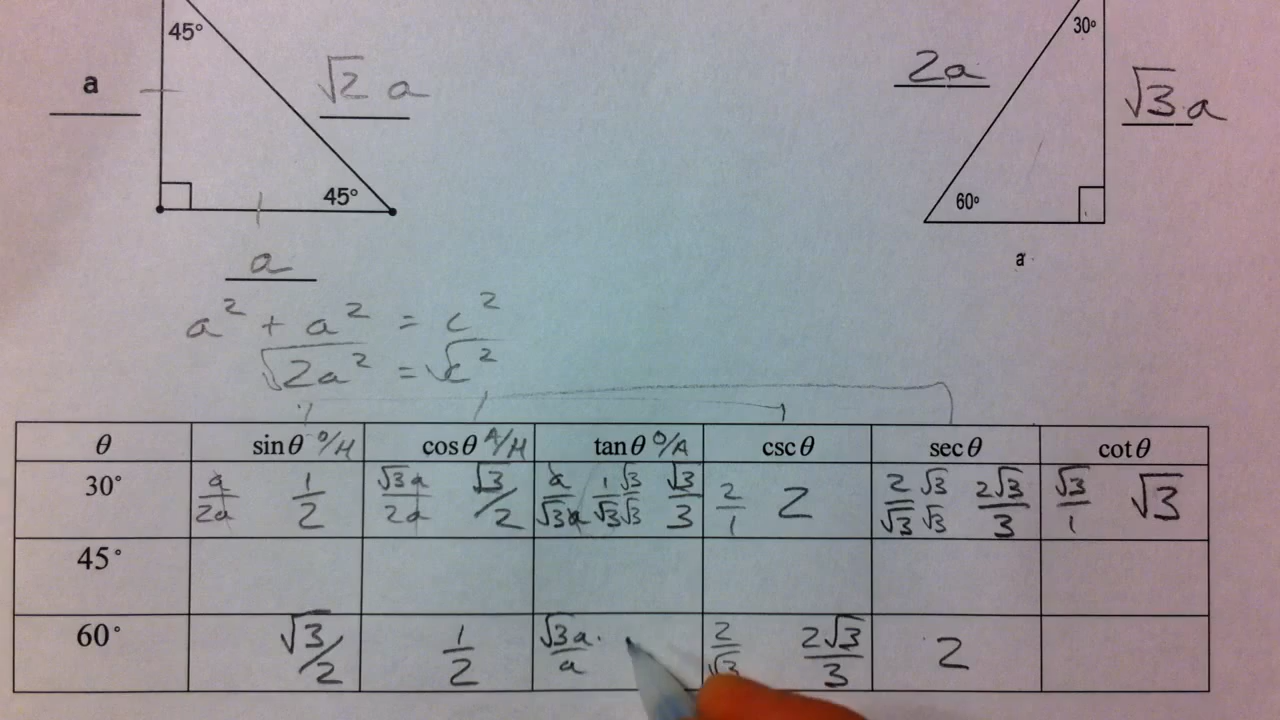 45°
30°
a
√2 a
2a
√3 a
45°
60°
a
a
a² + a² = c²
√2a² = √c²
θ sinθ O/H cosθ A/H tanθ O/A cscθ secθ cotθ
30° a/2a 1/2 √3a/2a √3/2 a/√3a 1/√3 √3/√3 √3/3 2/1 2 2/√3 √3/√3 2√3/3 √3/1 √3
45°
60° √3/2 1/2 √3a/a 2/√3 2√3/3 2